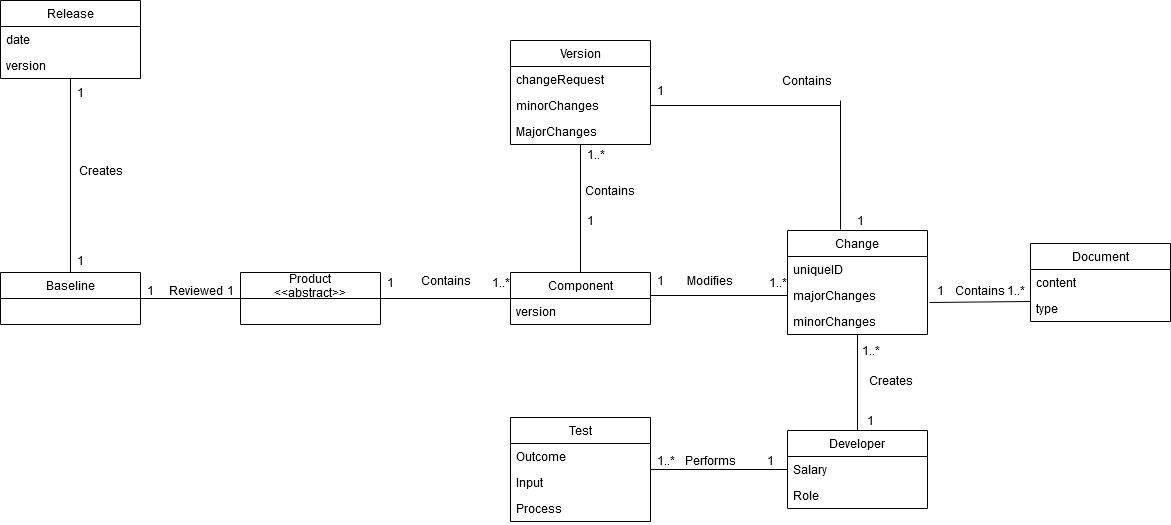 Release
date
version
1
Creates
1
Version
changeRequest
minorChanges
MajorChanges
1
Contains
1
1..*
Contains
1
Baseline
1
Reviewed
1
Product
<<abstract>>
1
Contains
1..*
Component
version
1
Modifies
1..*
Change
uniqueID
majorChanges
minorChanges
1
Contains
1..*
Document
content
type
1..*
Creates
1
Test
Outcome
Input
Process
1..*
Performs
1
Developer
Salary
Role